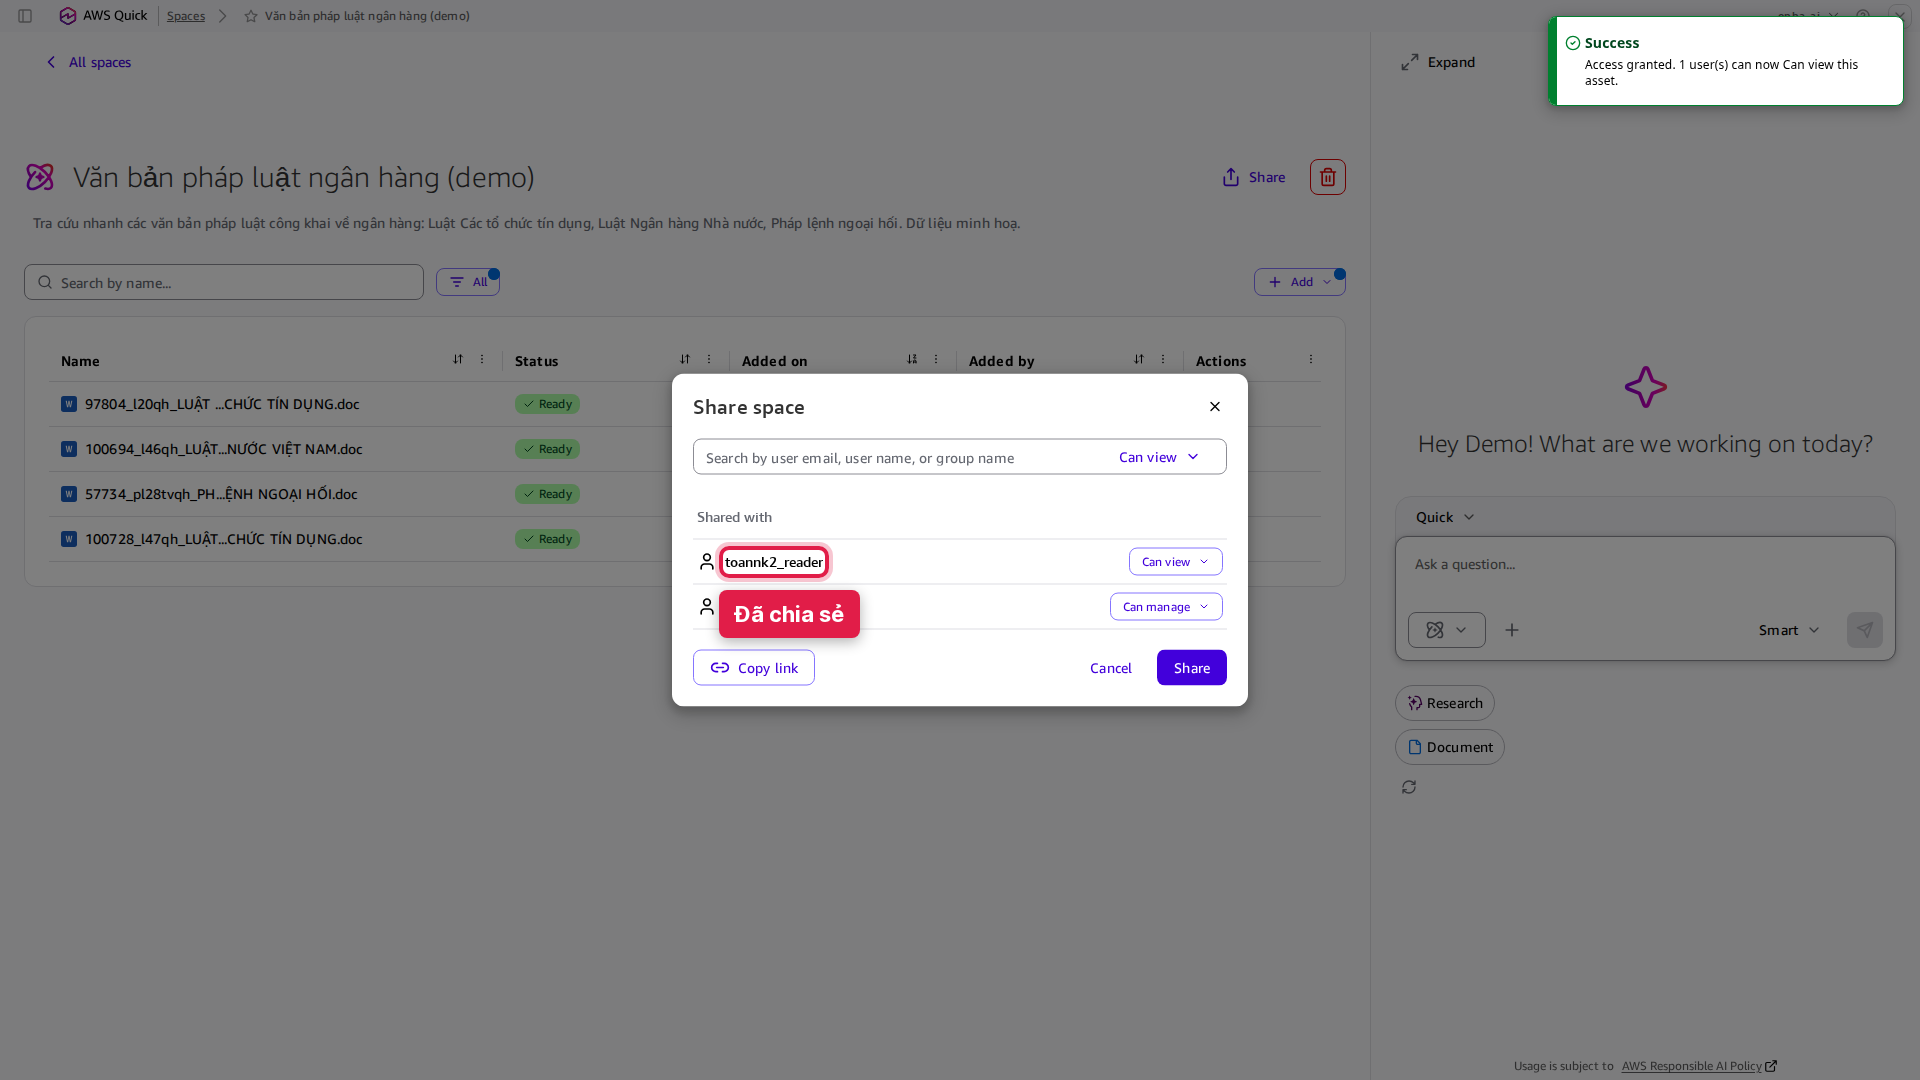 AWS Quick
Spaces
Văn bản pháp luật ngân hàng (demo)
Success
Access granted. 1 user(s) can now Can view this
asset.
All spaces
Expand
Văn bản pháp luật ngân hàng (demo)
Share
Tra cứu nhanh các văn bản pháp luật công khai về ngân hàng: Luật Các tổ chức tín dụng, Luật Ngân hàng Nhà nước, Pháp lệnh ngoại hối. Dữ liệu minh hoạ.
Search by name...
All
Add
Name
Status
Added on
Added by
Actions
97804_l20qh_LUẬT ...CHỨC TÍN DỤNG.doc
Ready
100694_l46qh_LUẬT...NƯỚC VIỆT NAM.doc
Ready
57734_pl28tvqh_PH...ỆNH NGOẠI HỐI.doc
Ready
100728_l47qh_LUẬT...CHỨC TÍN DỤNG.doc
Ready
Share space
Search by user email, user name, or group name
Can view
Shared with
toannk2_reader
Can view
Đã chia sẻ
Can manage
Copy link
Cancel
Share
Hey Demo! What are we working on today?
Quick
Ask a question...
Smart
Research
Document
Usage is subject to AWS Responsible AI Policy